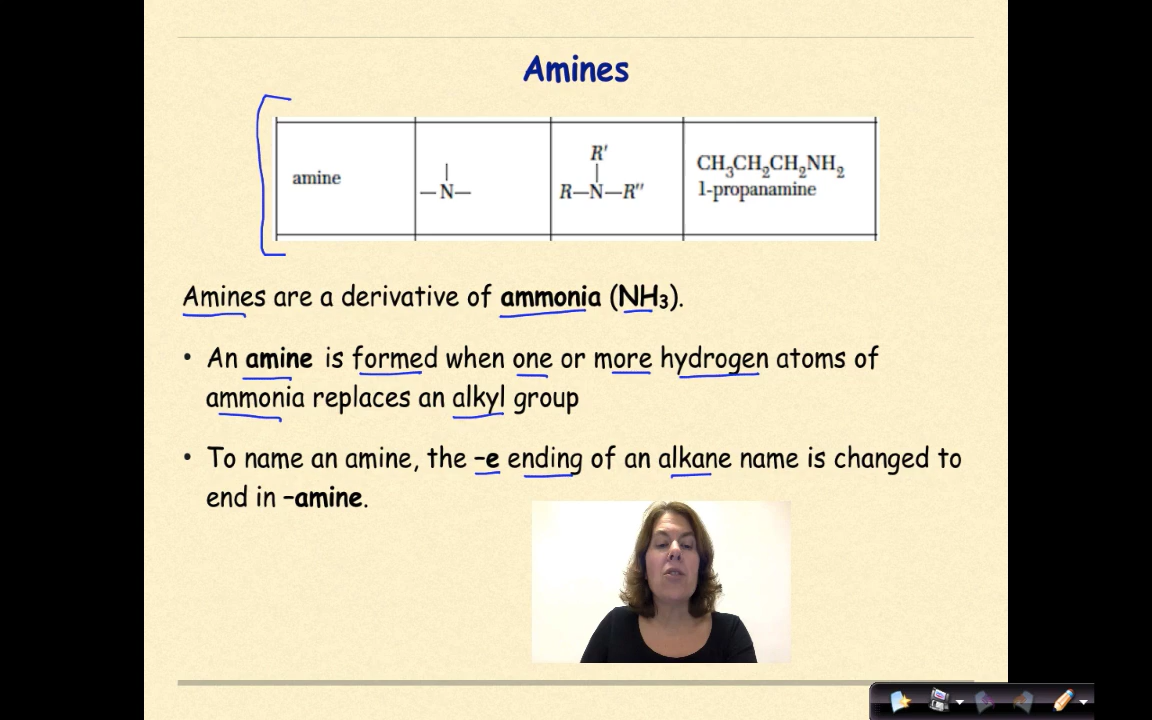 Amines
amine
–N–
R'
R–N–R''
CH₃CH₂CH₂NH₂
1-propanamine
Amines are a derivative of ammonia (NH₃).
• An amine is formed when one or more hydrogen atoms of
ammonia replaces an alkyl group
• To name an amine, the –e ending of an alkane name is changed to
end in –amine.